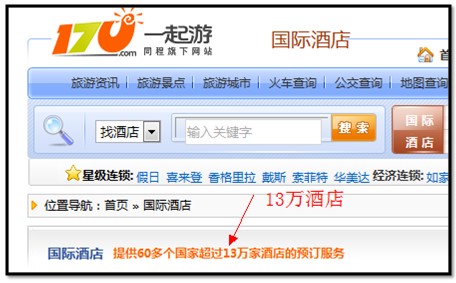 17u.com 一起游 同程旗下网站
国际酒店
首
旅游资讯 旅游景点 旅游城市 火车查询 公交查询 地图查询
找酒店 输入关键字 搜索 国际酒店
星级连锁: 假日 喜来登 香格里拉 戴斯 索菲特 华美达 经济连锁: 如家
13万酒店
位置导航: 首页 » 国际酒店
国际酒店 提供60多个国家超过13万家酒店的预订服务